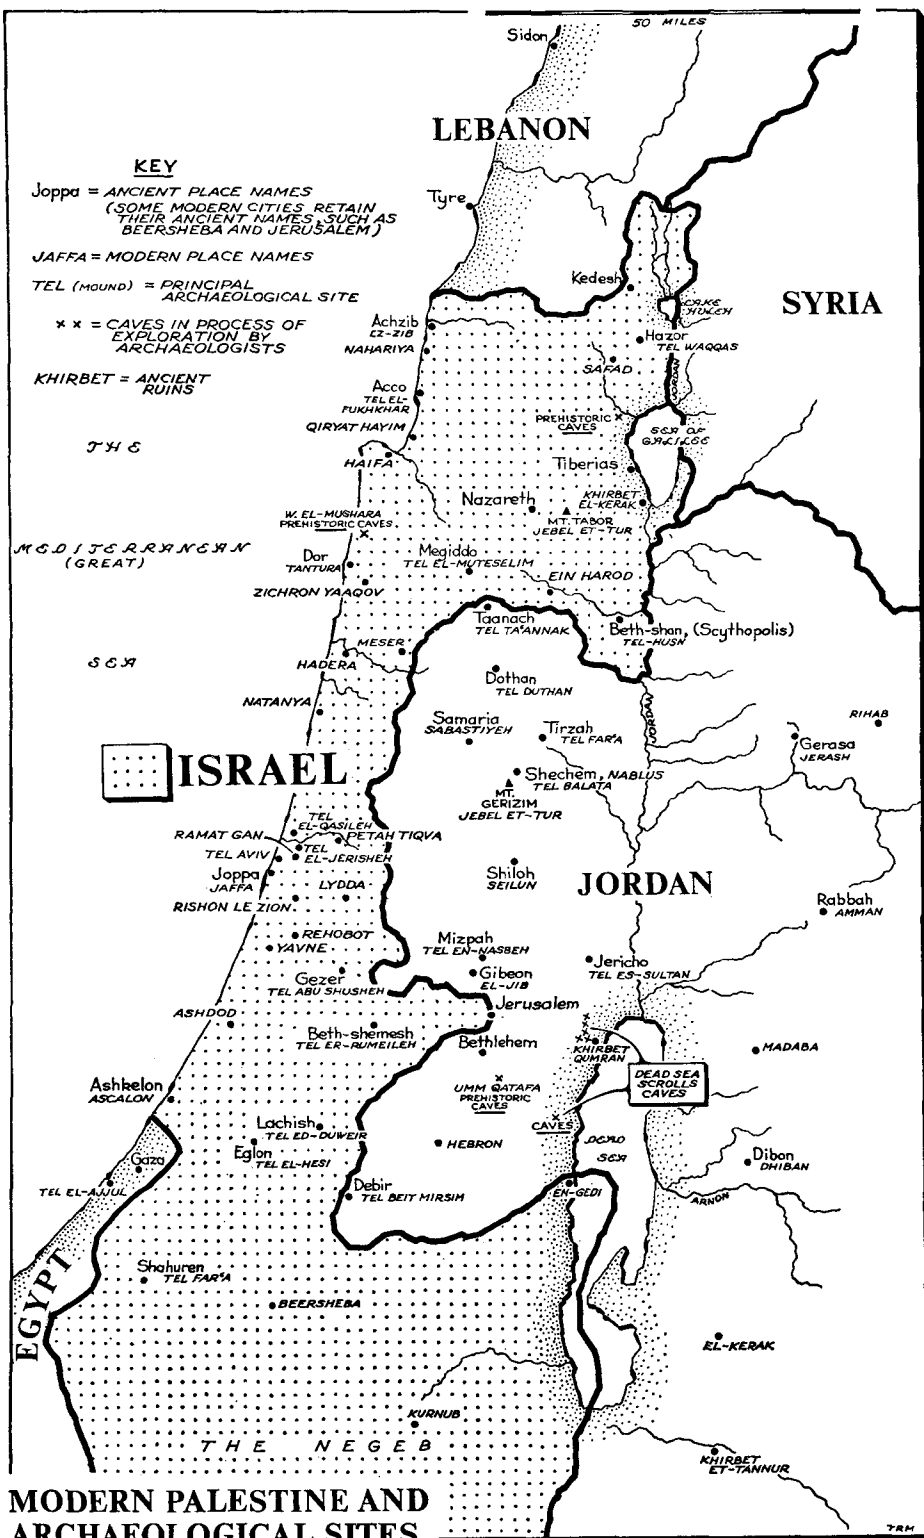 50 MILES
Sidon
LEBANON
KEY
Joppa = ANCIENT PLACE NAMES
(SOME MODERN CITIES RETAIN
THEIR ANCIENT NAMES, SUCH AS
BEERSHEBA AND JERUSALEM)
JAFFA = MODERN PLACE NAMES
TEL (MOUND) = PRINCIPAL
ARCHAEOLOGICAL SITE
x x = CAVES IN PROCESS OF
EXPLORATION BY
ARCHAEOLOGISTS
KHIRBET = ANCIENT
RUINS
Tyre
Kedesh
SYRIA
LAKE
HULEH
Achzib
EZ-ZIB
NAHARIYA
Hazor
TEL WAQQAS
SAFAD
JORDAN
Acco
TEL EL-
FUKHKHAR
PREHISTORIC
CAVES
QIRYAT HAYIM
SEA OF
GALILEE
THE
HAIFA
Tiberias
Nazareth
KHIRBET
EL-KERAK
MT. TABOR
JEBEL ET-TUR
W. EL-MUGHARA
PREHISTORIC CAVES
MEDITERRANEAN
(GREAT)
Dor
TANTURA
Megiddo
TEL EL-MUTESELIM
EIN HAROD
ZICHRON YAAQOV
Taanach
TEL TA'ANNAK
Beth-shan, (Scythopolis)
TEL-HUSN
SEA
MESER
HADERA
Dothan
TEL DUTHAN
NATANYA
JORDAN
Samaria
SABASTIYEH
Tirzah
TEL FAR'A
RIHAB
Gerasa
JERASH
ISRAEL
Shechem, NABLUS
TEL BALATA
MT.
GERIZIM
JEBEL ET-TUR
TEL
EL-QASILEH
RAMAT GAN
PETAH TIQVA
TEL AVIV
TEL
EL-JERISHEH
Joppa
JAFFA
Shiloh
SEILUN
JORDAN
LYDDA
RISHON LE ZION
Rabbah
AMMAN
REHOBOT
YAVNE
Mizpah
TEL EN-NASBEH
Gezer
TEL ABU SHUSHEH
Gibeon
EL-JIB
Jericho
TEL ES-SULTAN
Jerusalem
ASHDOD
Beth-shemesh
TEL ER-RUMEILEH
Bethlehem
KHIRBET
QUMRAN
MADABA
DEAD SEA
SCROLLS
CAVES
Ashkelon
ASCALON
UMM QATAFA
PREHISTORIC
CAVES
Lachish
TEL ED-DUWEIR
CAVES
HEBRON
Eglon
TEL EL-HESI
DEAD
SEA
Gaza
Dibon
DHIBAN
TEL EL-AJJUL
Debir
TEL BEIT MIRSIM
EN-GEDI
ARNON
EGYPT
Shahuren
TEL FAR'A
BEERSHEBA
EL-KERAK
KURNUB
THE NEGEB
KHIRBET
ET-TANNUR
MODERN PALESTINE AND
ARCHAEOLOGICAL SITES
TRM